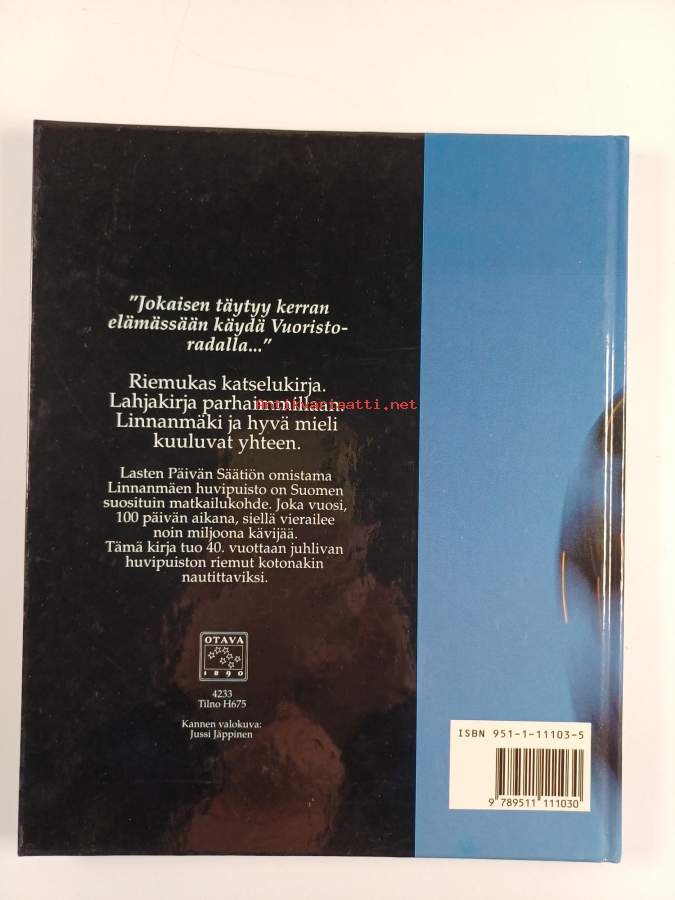 "Jokaisen täytyy kerran
elämässään käydä Vuoristo-
radalla..."
Riemukas katselukirja.
Lahjakirja parhaimmillaan.
Linnanmäki ja hyvä mieli
kuuluvat yhteen.
Antikvariaatti.net
Lasten Päivän Säätiön omistama
Linnanmäen huvipuisto on Suomen
suosituin matkailukohde. Joka vuosi,
100 päivän aikana, siellä vierailee
noin miljoona kävijää.
Tämä kirja tuo 40. vuottaan juhlivan
huvipuiston riemut kotonakin
nautittaviksi.
OTAVA
1890
4233
Tilno H675
Kannen valokuva:
Jussi Jäppinen
ISBN 951-1-11103-5
9 789511 111030